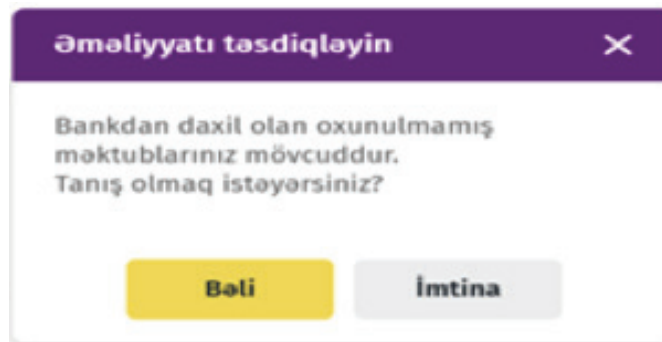 Əməliyyatı təsdiqləyin
Bankdan daxil olan oxunulmamış
məktublarınız mövcuddur.
Tanış olmaq istəyərsiniz?
Bəli
İmtina